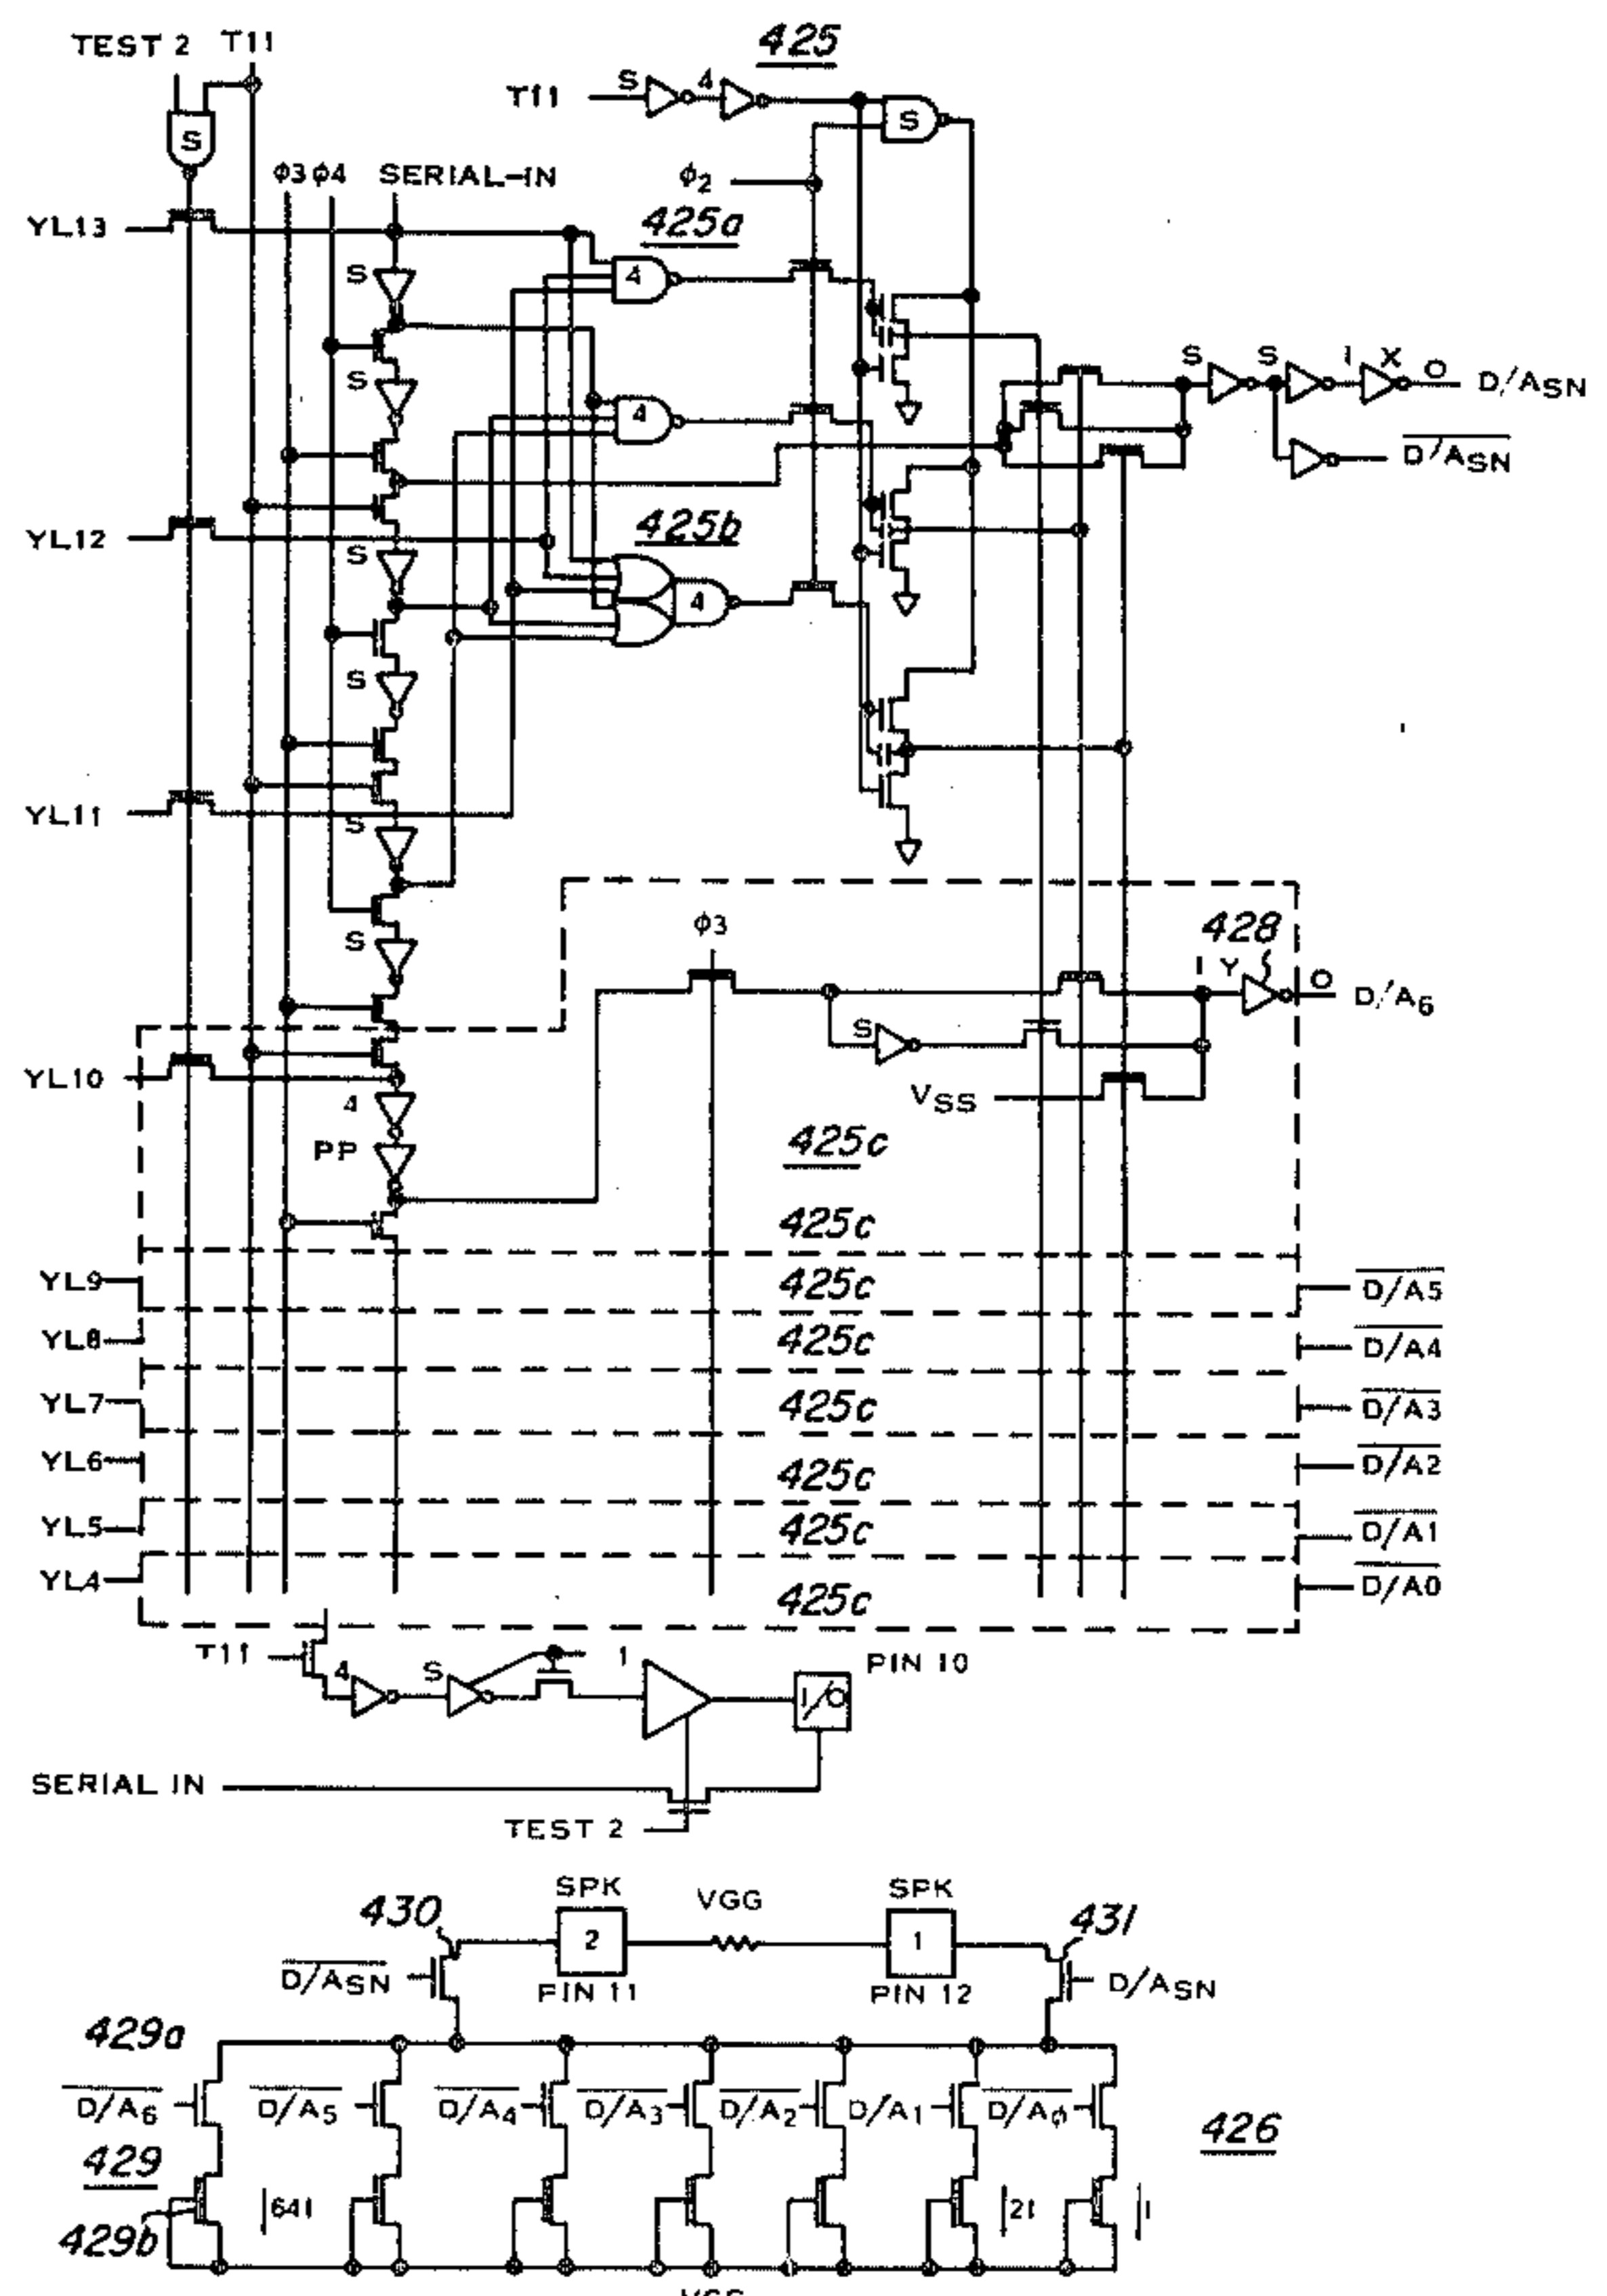 TEST 2 T11
425
T11 S 4
S
S
ϕ3 ϕ4 SERIAL-IN
ϕ2
YL13
425a
S
4
S
S S 1 X 0 D/ASN
4
D/ASN
425b
YL12
S
4
S
YL11
S
ϕ3
428
S
1 Y 0 D/A6
S
YL10
4
VSS
PP
425c
425c
YL9 425c D/A5
YL8 425c D/A4
YL7 425c D/A3
YL6 425c D/A2
YL5 425c D/A1
YL4 425c D/A0
T11 4 S 1 PIN 10
I/O
SERIAL IN
TEST 2
430 SPK VGG SPK 431
2 1
D/ASN PIN 11 PIN 12 D/ASN
429a
D/A6 D/A5 D/A4 D/A3 D/A2 D/A1 D/Aϕ
426
429
|641 |21 |1
429b